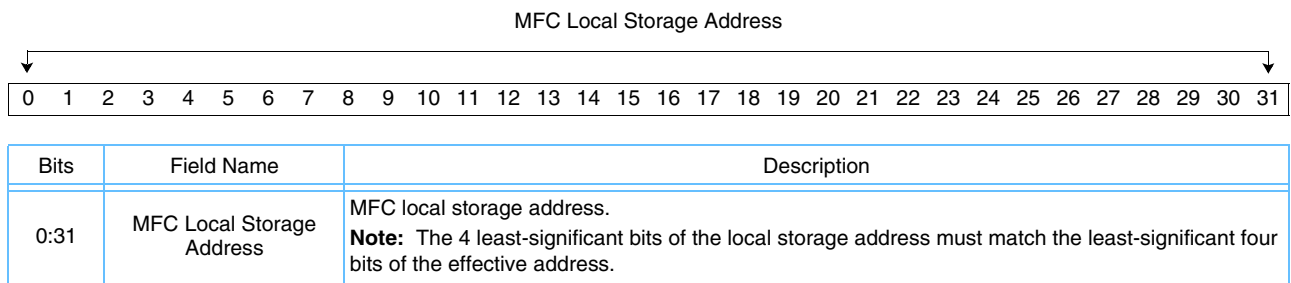 MFC Local Storage Address
0 1 2 3 4 5 6 7 8 9 10 11 12 13 14 15 16 17 18 19 20 21 22 23 24 25 26 27 28 29 30 31
Bits Field Name Description
0:31
MFC Local Storage
Address
MFC local storage address.
Note: The 4 least-significant bits of the local storage address must match the least-significant four
bits of the effective address.